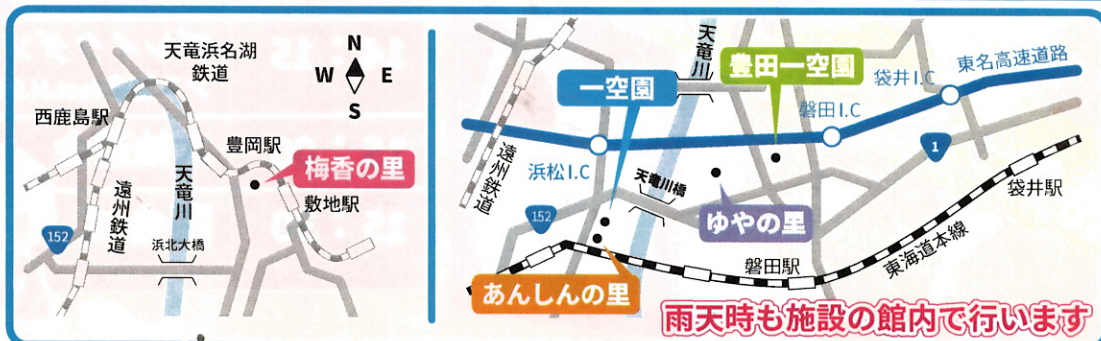 天竜浜名湖
鉄道
N
W
E
S
西鹿島駅
豊岡駅
梅香の里
敷地駅
遠州鉄道
天竜川
152
浜北大橋
天竜川
豊田一空園
一空園
袋井I.C
東名高速道路
磐田I.C
遠州鉄道
浜松I.C
天竜川橋
1
152
ゆやの里
袋井駅
磐田駅
東海道本線
あんしんの里
雨天時も施設の館内で行います